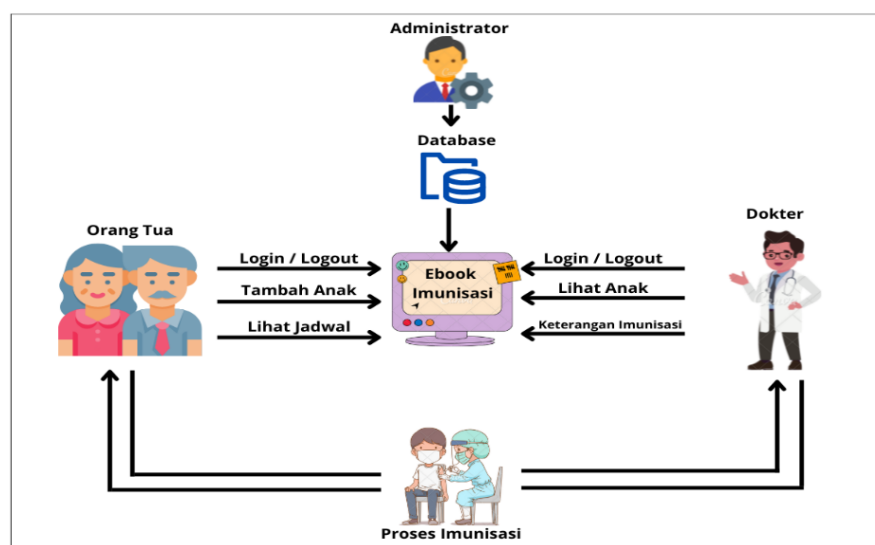 Administrator
Database
Orang Tua
Dokter
Login / Logout
Tambah Anak
Lihat Jadwal
Ebook
Imunisasi
Login / Logout
Lihat Anak
Keterangan Imunisasi
Proses Imunisasi